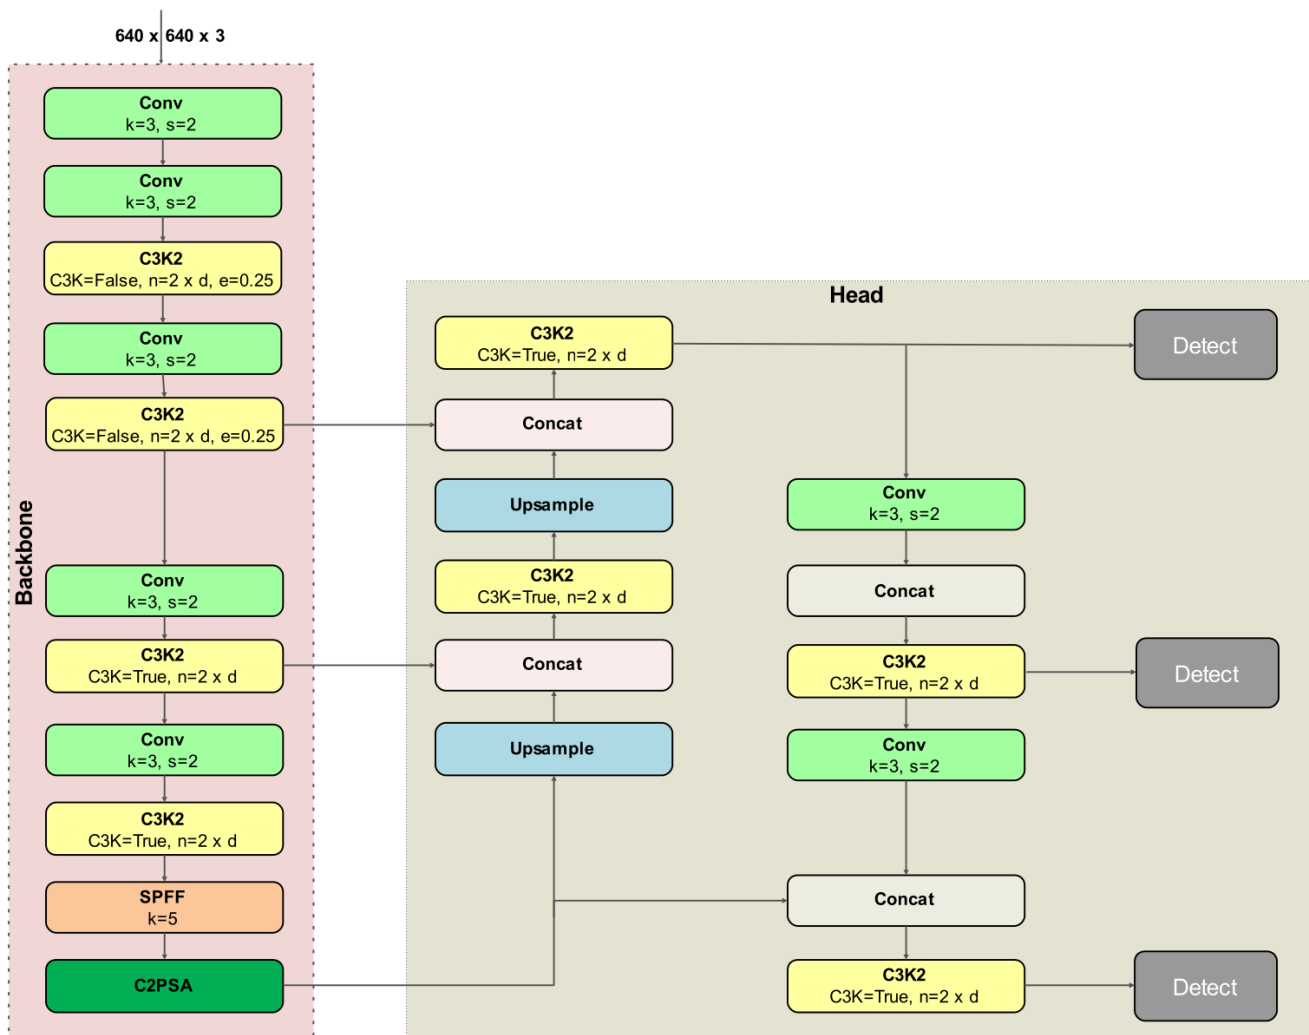 640 x 640 x 3
Backbone
Conv
k=3, s=2
Conv
k=3, s=2
C3K2
C3K=False, n=2 x d, e=0.25
Conv
k=3, s=2
C3K2
C3K=False, n=2 x d, e=0.25
Conv
k=3, s=2
C3K2
C3K=True, n=2 x d
Conv
k=3, s=2
C3K2
C3K=True, n=2 x d
SPFF
k=5
C2PSA
Head
C3K2
C3K=True, n=2 x d
Concat
Upsample
C3K2
C3K=True, n=2 x d
Concat
Upsample
Conv
k=3, s=2
Concat
C3K2
C3K=True, n=2 x d
Conv
k=3, s=2
Concat
C3K2
C3K=True, n=2 x d
Detect
Detect
Detect